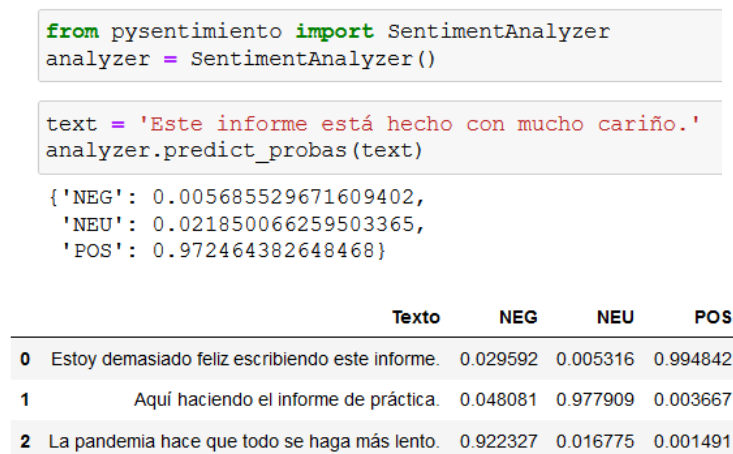 from pysentimiento import SentimentAnalyzer
analyzer = SentimentAnalyzer()
text = 'Este informe está hecho con mucho cariño.'
analyzer.predict_probas(text)
{'NEG': 0.005685529671609402,
'NEU': 0.021850066259503365,
'POS': 0.972464382648468}
Texto NEG NEU POS
0 Estoy demasiado feliz escribiendo este informe. 0.029592 0.005316 0.994842
1 Aquí haciendo el informe de práctica. 0.048081 0.977909 0.003667
2 La pandemia hace que todo se haga más lento. 0.922327 0.016775 0.001491